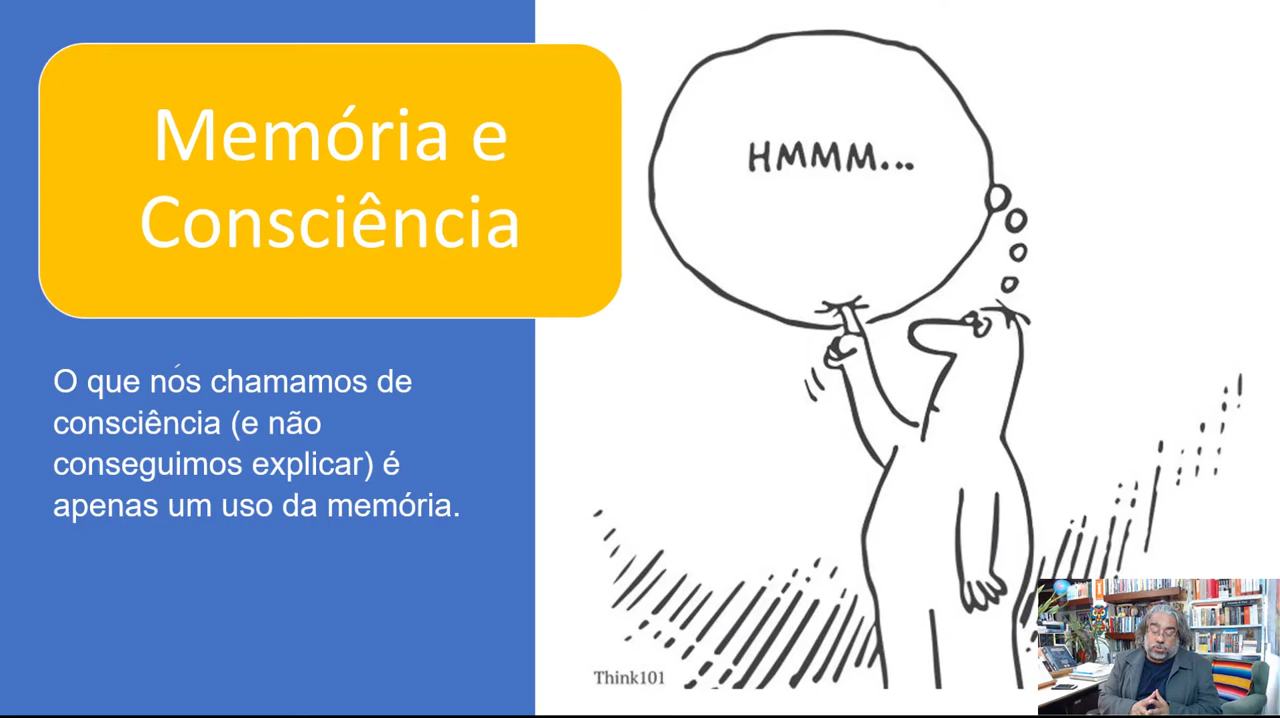 Memória e
Consciência
HMMM...
O que nós chamamos de
consciência (e não
conseguimos explicar) é
apenas um uso da memória.
Think101